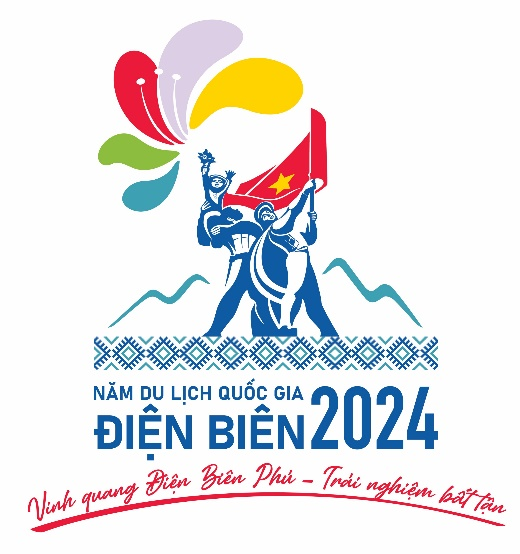 NĂM DU LỊCH QUỐC GIA
ĐIỆN BIÊN 2024
Vinh quang Điện Biên Phủ - Trải nghiệm bất tận